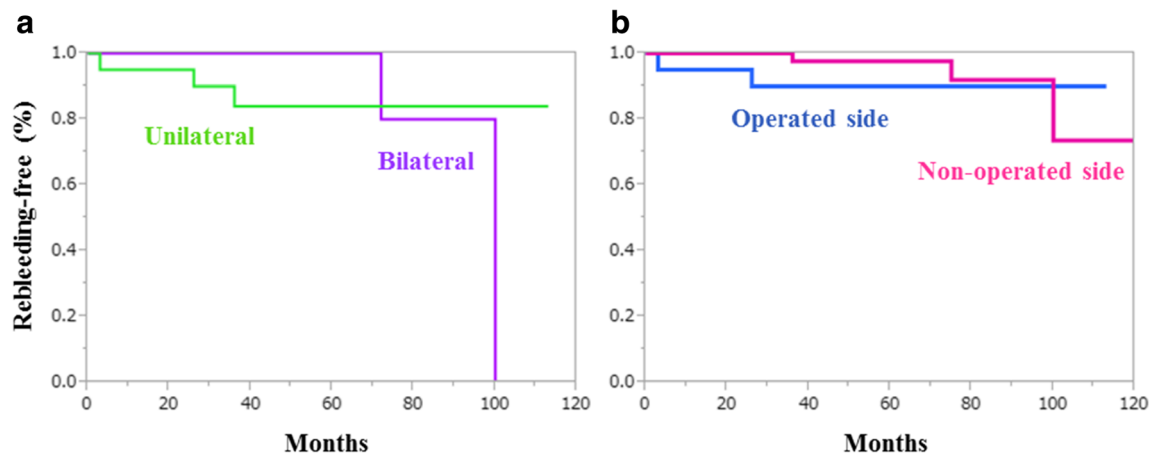 a
Rebleeding-free (%)
1.0
0.8
0.6
0.4
0.2
0.0
Unilateral
Bilateral
0 20 40 60 80 100 120
Months
b
1.0
0.8
0.6
0.4
0.2
0.0
Operated side
Non-operated side
0 20 40 60 80 100 120
Months